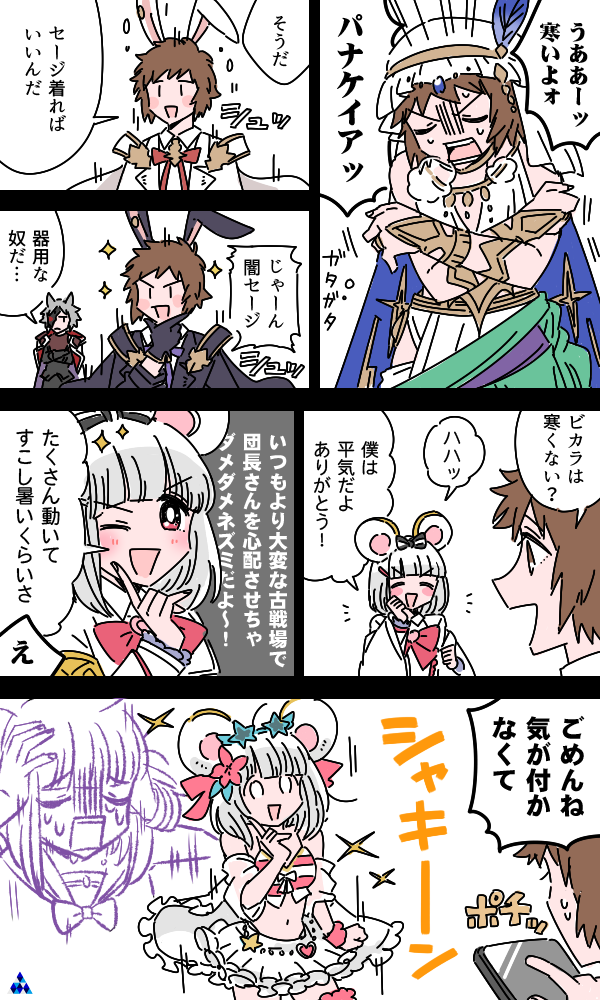 うああーッ
寒いよォ
パナケイアッ
ガタガタ
そうだ
セージ着れば
いいんだ
シュッ
じゃーん
闇セージ
シュッ
器用な
奴だ…
ビカラは
寒くない？
ハハッ
僕は
平気だよ
ありがとう！
いつもより大変な古戦場で
団長さんを心配させちゃ
ダメダメネズミだよ～！
たくさん動いて
すこし暑いくらいさ
え
ごめんね
気が付か
なくて
ポチッ
シャキーン